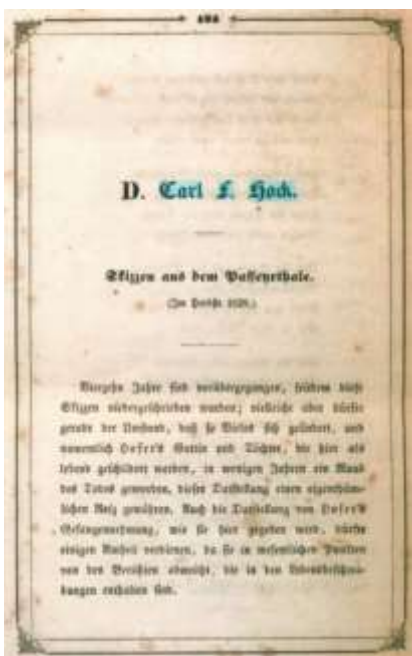 D. Carl F. Hock.
Skizzen aus dem Passeyrthale.
(Im Herbste 1828.)
Vierzehn Jahre sind vorübergegangen, seitdem diese
Skizzen niedergeschrieben wurden; vielleicht aber dürfte
gerade der Umstand, daß so Vieles sich geändert, und
namentlich Hofer's Gattin und Töchter, die hier als
lebend geschildert werden, in wenigen Jahren ein Raub
des Todes geworden, dieser Darstellung einen eigenthüm-
lichen Reiz gewähren. Auch die Darstellung von Hofer's
Gefangennehmung, wie sie hier gegeben wird, dürfte
einigen Antheil verdienen, da sie in wesentlichen Punkten
von den Berichten abweicht, die in den Lebensbeschrei-
bungen enthalten sind.